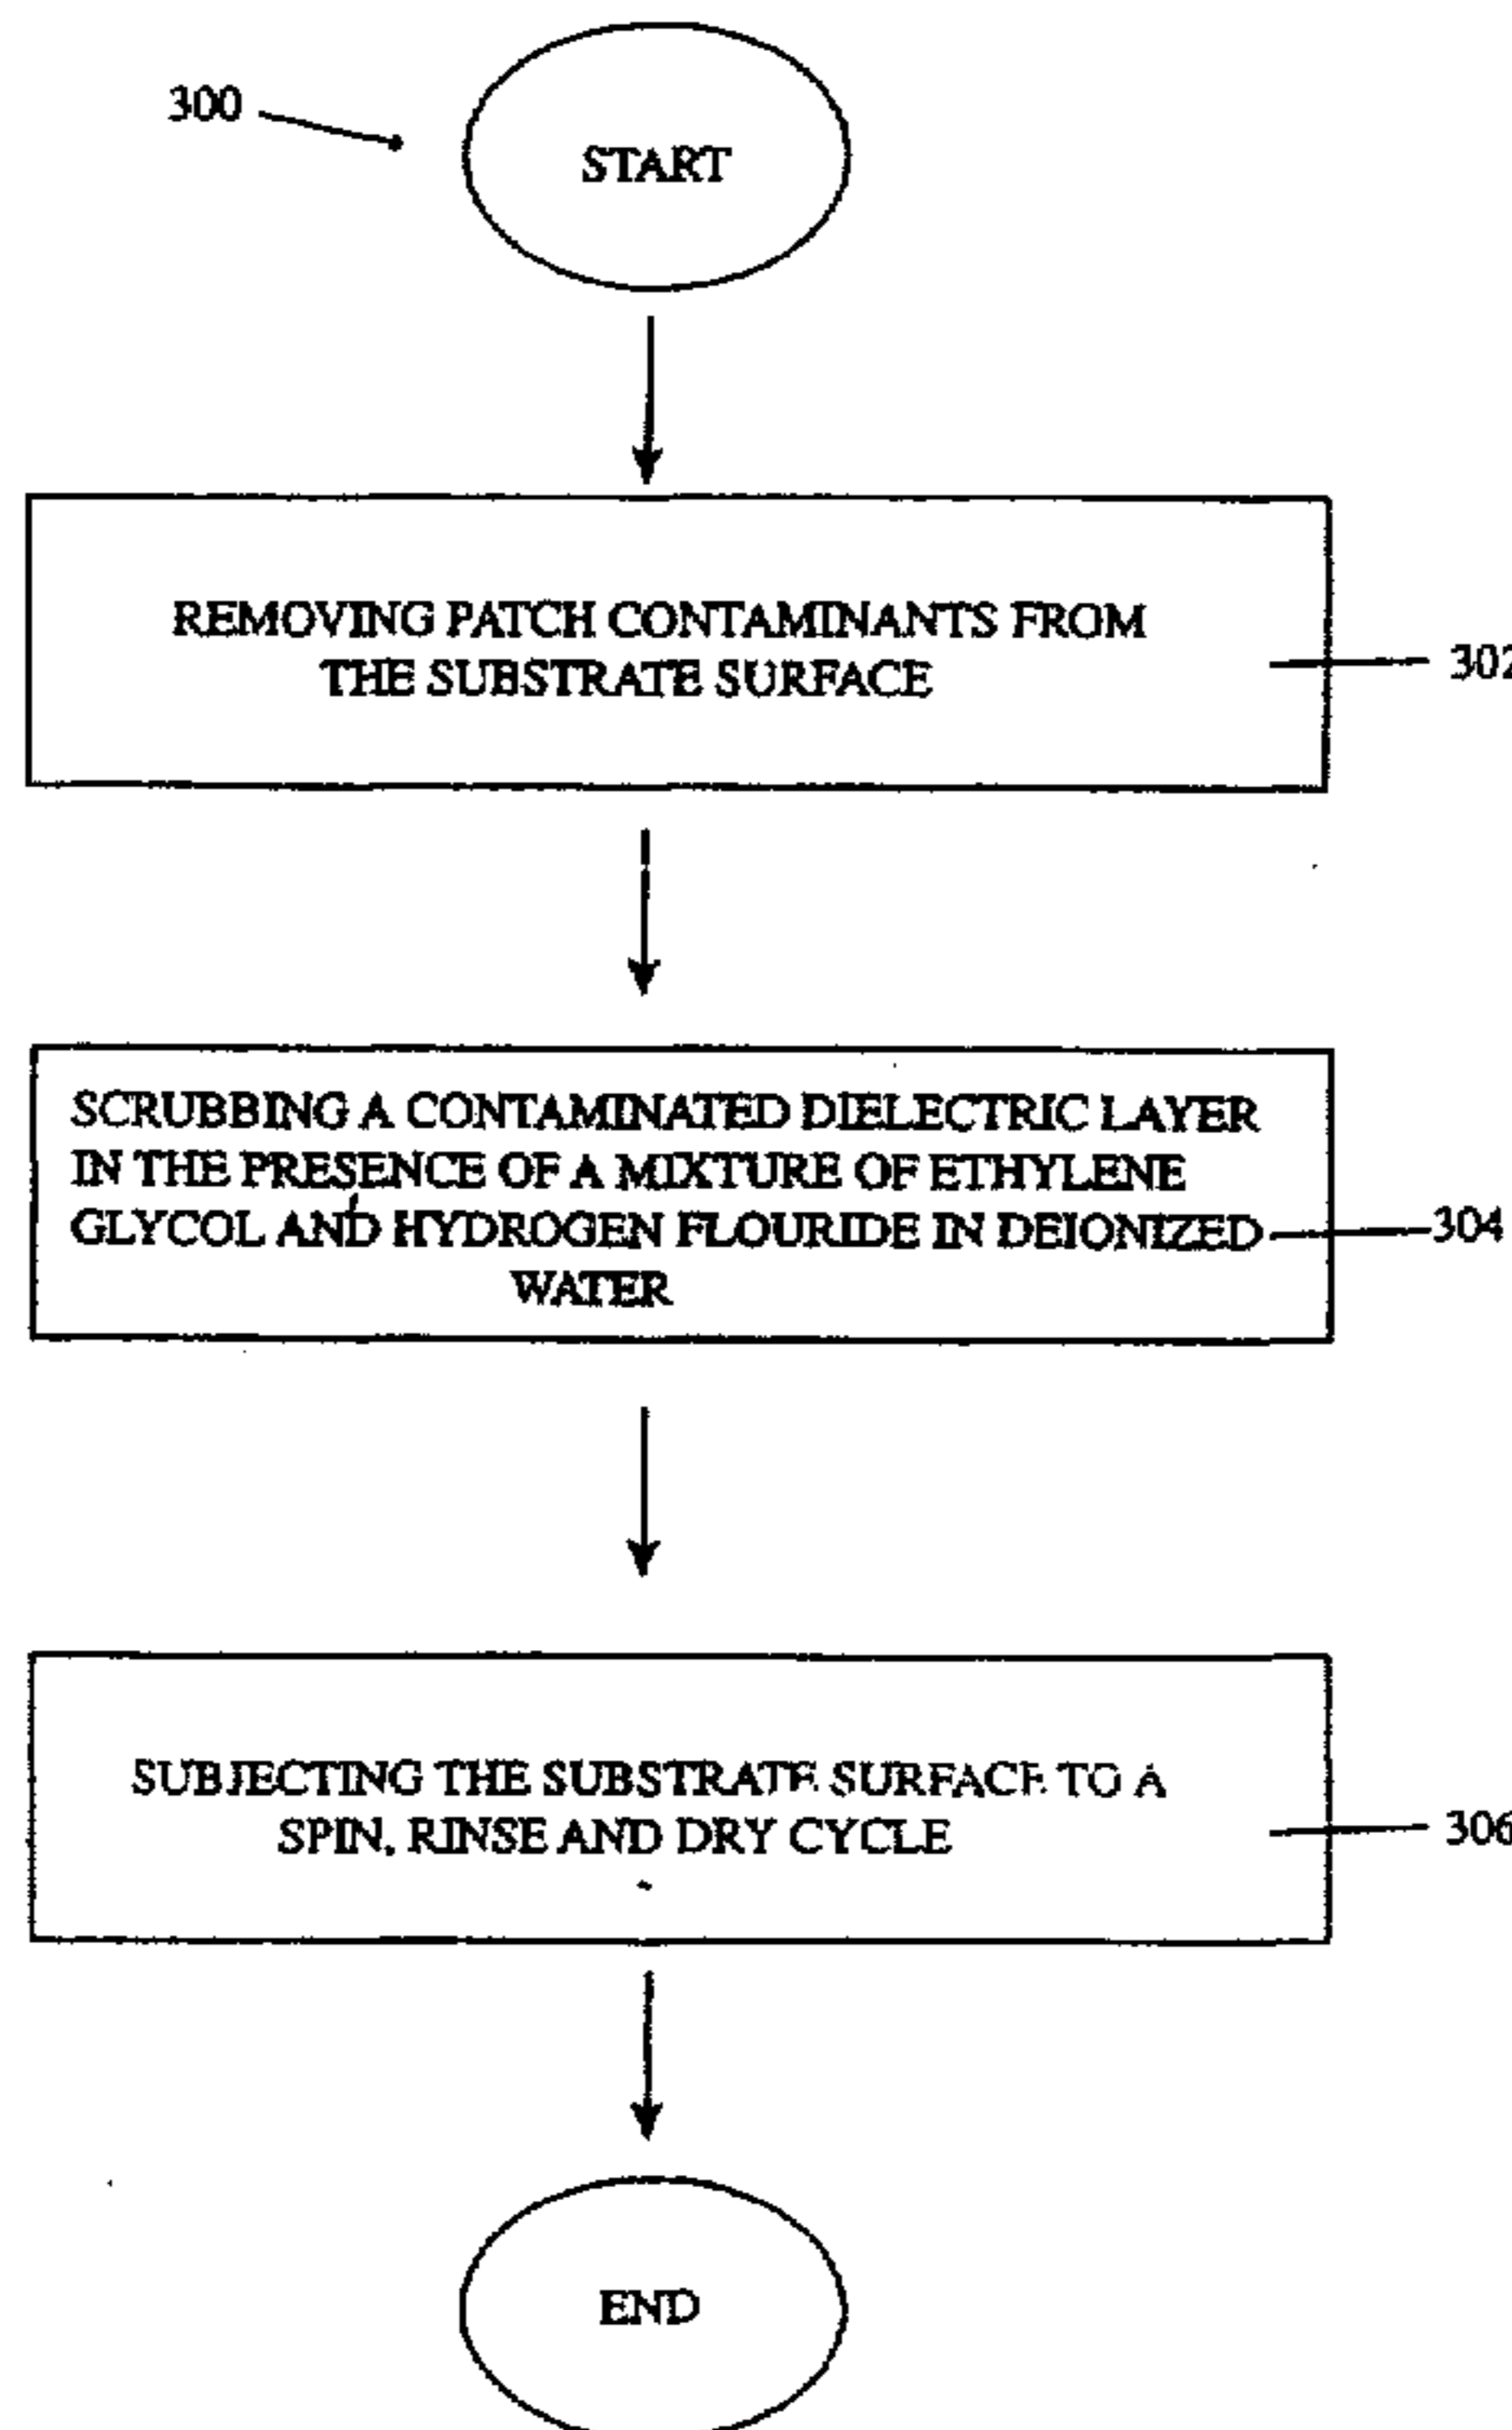 300
START
REMOVING PATCH CONTAMINANTS FROM
THE SUBSTRATE SURFACE
302
SCRUBBING A CONTAMINATED DIELECTRIC LAYER
IN THE PRESENCE OF A MIXTURE OF ETHYLENE
GLYCOL AND HYDROGEN FLOURIDE IN DEIONIZED
WATER
304
SUBJECTING THE SUBSTRATE SURFACE TO A
SPIN, RINSE AND DRY CYCLE
306
END